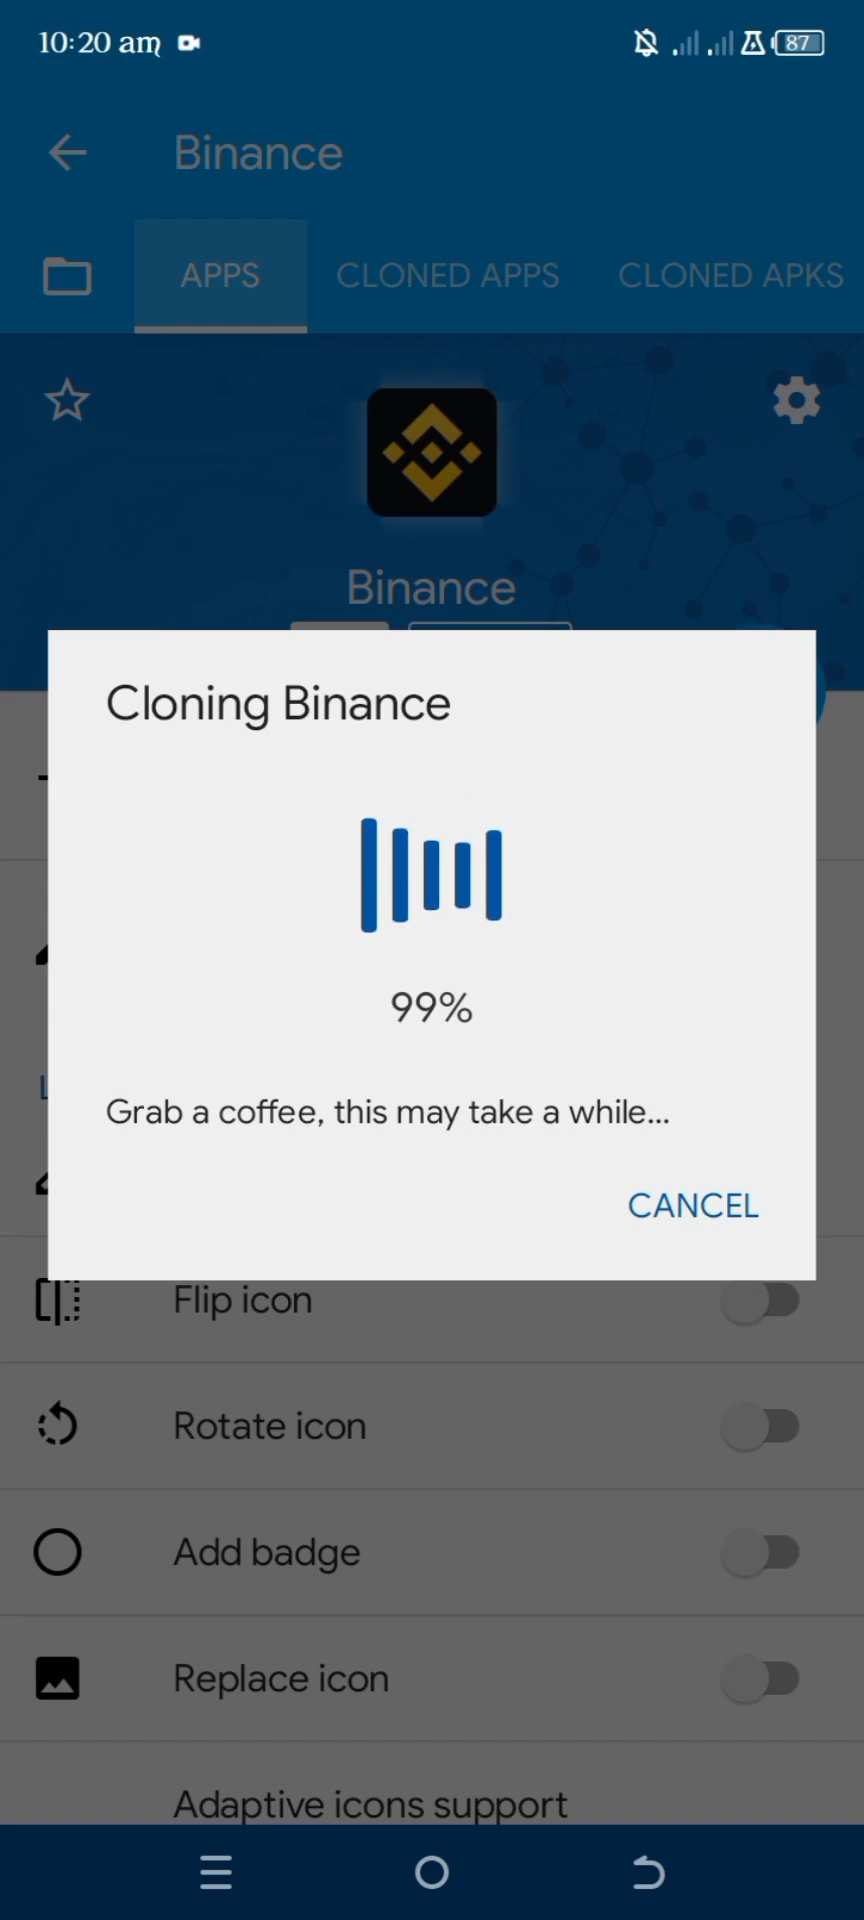 10:20 am
87
Binance
APPS
CLONED APPS
CLONED APKS
Binance
Cloning Binance
99%
Grab a coffee, this may take a while...
CANCEL
Flip icon
Rotate icon
Add badge
Replace icon
Adaptive icons support